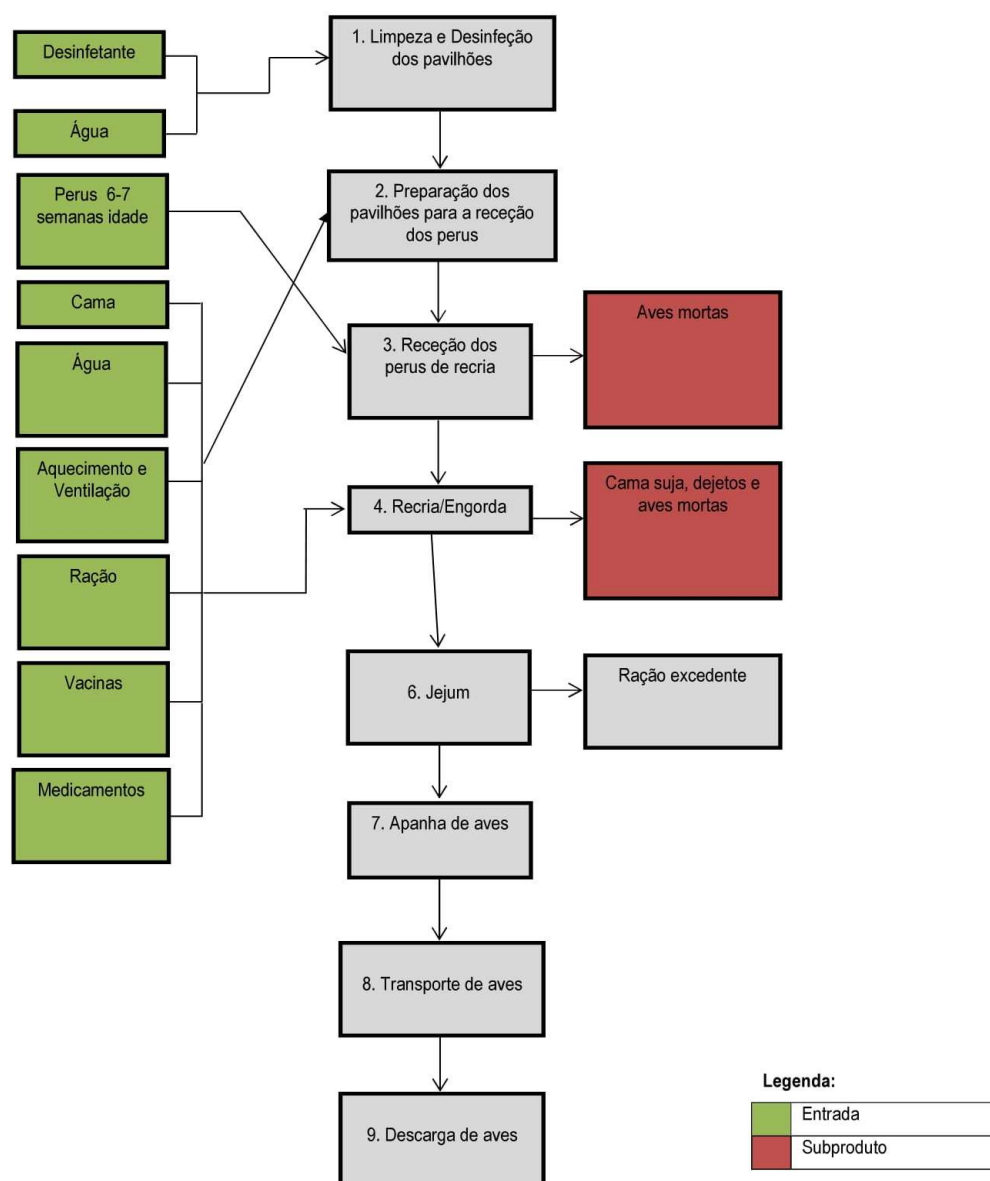 Desinfetante
Água
Perus 6-7
semanas idade
Cama
Água
Aquecimento e
Ventilação
Ração
Vacinas
Medicamentos
1. Limpeza e Desinfeção
dos pavilhões
2. Preparação dos
pavilhões para a receção
dos perus
3. Receção dos
perus de recria
Aves mortas
4. Recria/Engorda
Cama suja, dejetos e
aves mortas
6. Jejum
Ração excedente
7. Apanha de aves
8. Transporte de aves
9. Descarga de aves
Legenda:
Entrada
Subproduto